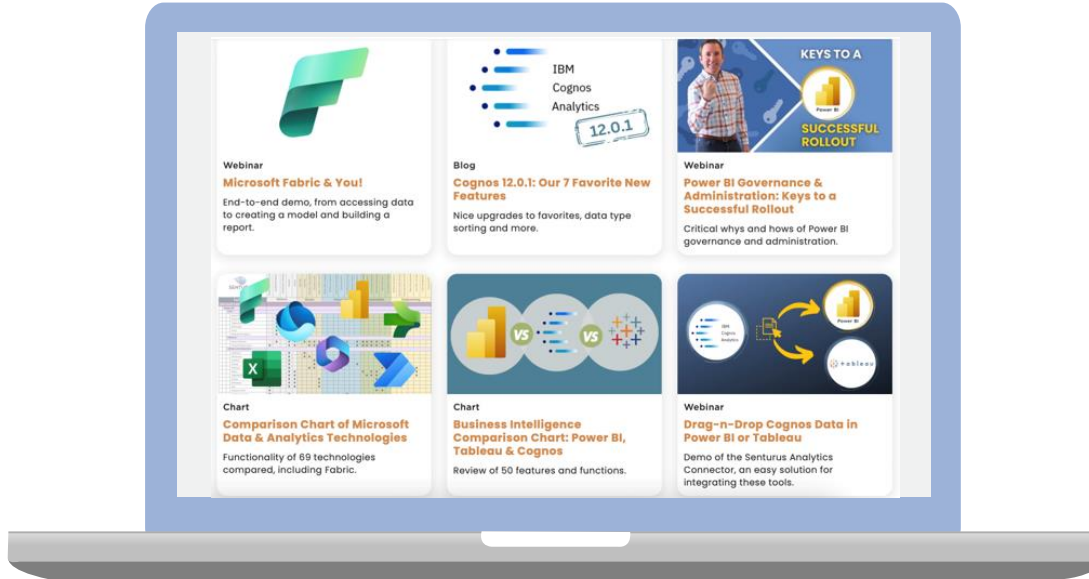 IBM
Cognos
Analytics
12.0.1
KEYS TO A
Power BI
SUCCESSFUL
ROLLOUT
Webinar
Microsoft Fabric & You!
End-to-end demo, from accessing data
to creating a model and building a
report.
Blog
Cognos 12.0.1: Our 7 Favorite New
Features
Nice upgrades to favorites, data type
sorting and more.
Webinar
Power BI Governance &
Administration: Keys to a
Successful Rollout
Critical whys and hows of Power BI
governance and administration.
X
VS
VS
IBM
Cognos
Analytics
Power BI
+ableau
Chart
Comparison Chart of Microsoft
Data & Analytics Technologies
Functionality of 69 technologies
compared, including Fabric.
Chart
Business Intelligence
Comparison Chart: Power BI,
Tableau & Cognos
Review of 50 features and functions.
Webinar
Drag-n-Drop Cognos Data in
Power BI or Tableau
Demo of the Senturus Analytics
Connector, an easy solution for
integrating these tools.